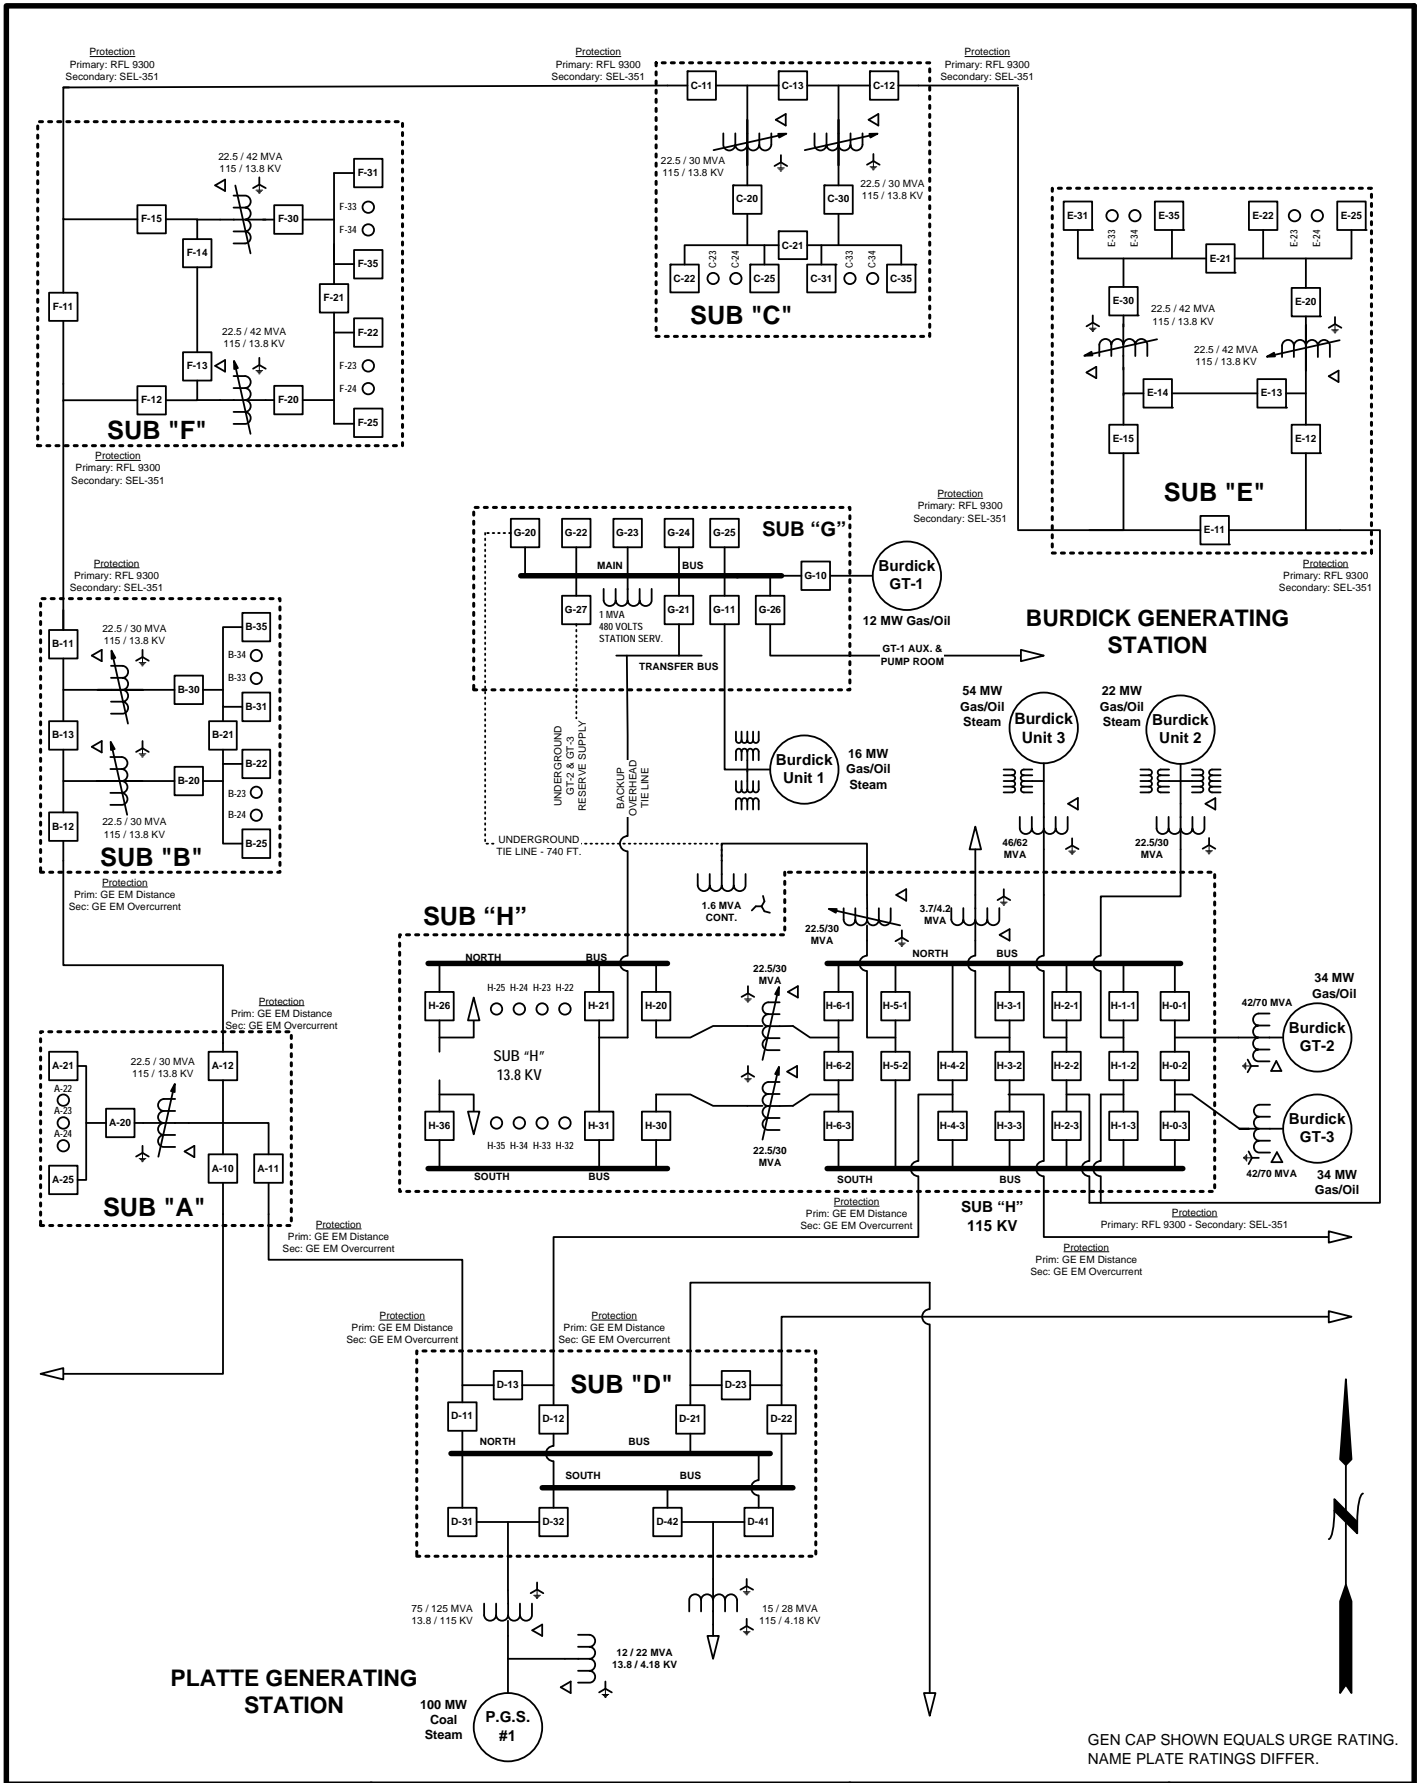 Protection
Primary: RFL 9300
Secondary: SEL-351
Protection
Primary: RFL 9300
Secondary: SEL-351
Protection
Primary: RFL 9300
Secondary: SEL-351
C-11
C-13
C-12
22.5 / 30 MVA
115 / 13.8 KV
22.5 / 30 MVA
115 / 13.8 KV
C-20
C-30
C-21
C-22
C-23
C-24
C-25
C-31
C-33
C-34
C-35
SUB "C"
22.5 / 42 MVA
115 / 13.8 KV
F-31
F-33
F-34
F-15
F-30
F-14
F-35
F-11
F-21
22.5 / 42 MVA
115 / 13.8 KV
F-22
F-13
F-23
F-24
F-12
F-20
F-25
SUB "F"
Protection
Primary: RFL 9300
Secondary: SEL-351
E-31
E-33
E-34
E-35
E-22
E-23
E-24
E-25
E-21
E-30
E-20
22.5 / 42 MVA
115 / 13.8 KV
22.5 / 42 MVA
115 / 13.8 KV
E-14
E-13
E-15
E-12
SUB "E"
E-11
Protection
Primary: RFL 9300
Secondary: SEL-351
Protection
Primary: RFL 9300
Secondary: SEL-351
G-20
G-22
G-23
G-24
G-25
SUB “G”
MAIN BUS
G-10
Burdick
GT-1
12 MW Gas/Oil
G-27
1 MVA
480 VOLTS
STATION SERV.
G-21
G-11
G-26
TRANSFER BUS
GT-1 AUX. &
PUMP ROOM
BURDICK GENERATING
STATION
Protection
Primary: RFL 9300
Secondary: SEL-351
B-11
22.5 / 30 MVA
115 / 13.8 KV
B-35
B-34
B-33
B-30
B-31
B-13
B-21
B-22
B-20
B-23
B-24
B-12
22.5 / 30 MVA
115 / 13.8 KV
B-25
SUB "B"
Protection
Prim: GE EM Distance
Sec: GE EM Overcurrent
UNDERGROUND
GT-2 & GT-3
RESERVE SUPPLY
BACKUP
OVERHEAD
TIE LINE
Burdick
Unit 1
16 MW
Gas/Oil
Steam
54 MW
Gas/Oil
Steam
Burdick
Unit 3
22 MW
Gas/Oil
Steam
Burdick
Unit 2
UNDERGROUND
TIE LINE - 740 FT.
46/62
MVA
22.5/30
MVA
1.6 MVA
CONT.
22.5/30
MVA
3.7/4.2
MVA
SUB “H”
NORTH BUS
NORTH BUS
H-26
H-25 H-24 H-23 H-22
H-21
H-20
22.5/30
MVA
H-6-1
H-5-1
H-3-1
H-2-1
H-1-1
H-0-1
42/70 MVA
34 MW
Gas/Oil
Burdick
GT-2
SUB “H”
13.8 KV
H-6-2
H-5-2
H-4-2
H-3-2
H-2-2
H-1-2
H-0-2
H-36
H-35 H-34 H-33 H-32
H-31
H-30
22.5/30
MVA
H-6-3
H-4-3
H-3-3
H-2-3
H-1-3
H-0-3
Burdick
GT-3
42/70 MVA
34 MW
Gas/Oil
SOUTH BUS
SOUTH BUS
SUB “H”
115 KV
Protection
Prim: GE EM Distance
Sec: GE EM Overcurrent
Protection
Primary: RFL 9300 - Secondary: SEL-351
Protection
Prim: GE EM Distance
Sec: GE EM Overcurrent
Protection
Prim: GE EM Distance
Sec: GE EM Overcurrent
A-21
A-22
A-23
A-24
22.5 / 30 MVA
115 / 13.8 KV
A-12
A-20
A-25
A-10
A-11
SUB "A"
Protection
Prim: GE EM Distance
Sec: GE EM Overcurrent
Protection
Prim: GE EM Distance
Sec: GE EM Overcurrent
Protection
Prim: GE EM Distance
Sec: GE EM Overcurrent
D-13
SUB "D"
D-23
D-11
D-12
D-21
D-22
NORTH BUS
SOUTH BUS
D-31
D-32
D-42
D-41
75 / 125 MVA
13.8 / 115 KV
15 / 28 MVA
115 / 4.18 KV
12 / 22 MVA
13.8 / 4.18 KV
PLATTE GENERATING
STATION
100 MW
Coal
Steam
P.G.S.
#1
N
GEN CAP SHOWN EQUALS URGE RATING.
NAME PLATE RATINGS DIFFER.